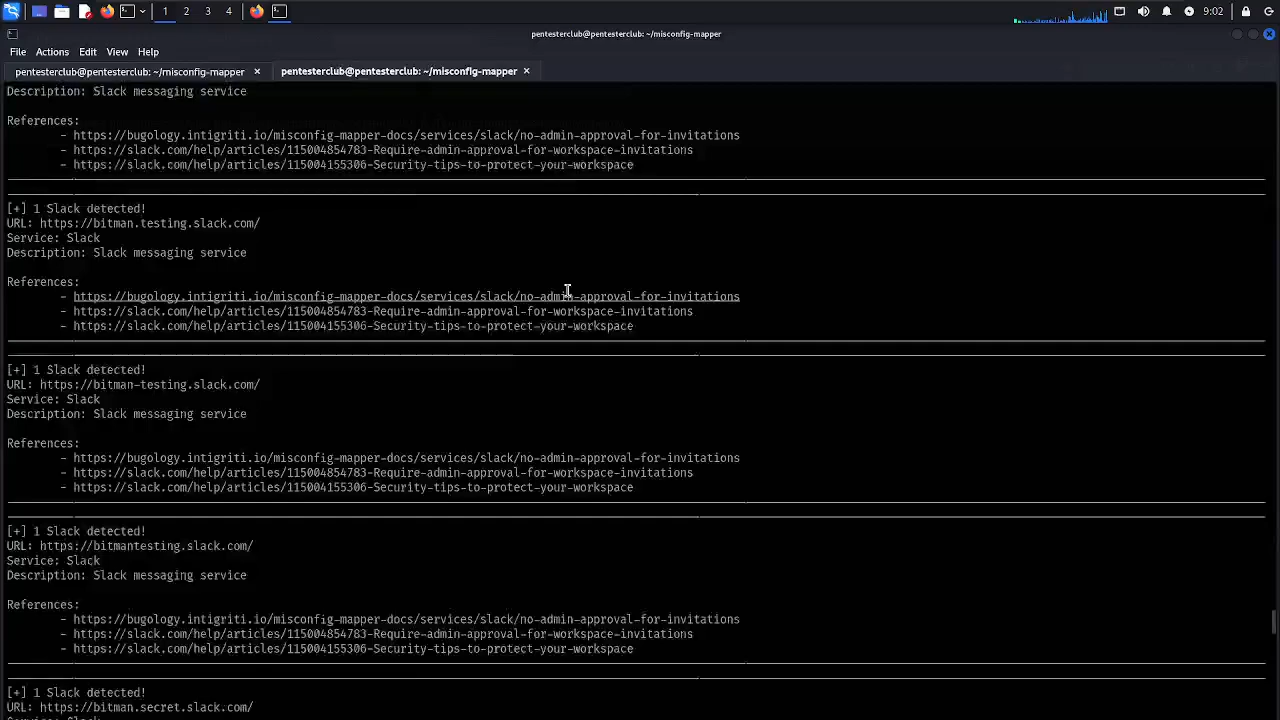 1 2 3 4 9:02
pentesterclub@pentesterclub: ~/misconfig-mapper
File Actions Edit View Help
pentesterclub@pentesterclub: ~/misconfig-mapper × pentesterclub@pentesterclub: ~/misconfig-mapper ×
Description: Slack messaging service
References:
- https://bugology.intigriti.io/misconfig-mapper-docs/services/slack/no-admin-approval-for-invitations
- https://slack.com/help/articles/115004854783-Require-admin-approval-for-workspace-invitations
- https://slack.com/help/articles/115004155306-Security-tips-to-protect-your-workspace
[+] 1 Slack detected!
URL: https://bitman.testing.slack.com/
Service: Slack
Description: Slack messaging service
References:
- https://bugology.intigriti.io/misconfig-mapper-docs/services/slack/no-admin-approval-for-invitations
- https://slack.com/help/articles/115004854783-Require-admin-approval-for-workspace-invitations
- https://slack.com/help/articles/115004155306-Security-tips-to-protect-your-workspace
[+] 1 Slack detected!
URL: https://bitman-testing.slack.com/
Service: Slack
Description: Slack messaging service
References:
- https://bugology.intigriti.io/misconfig-mapper-docs/services/slack/no-admin-approval-for-invitations
- https://slack.com/help/articles/115004854783-Require-admin-approval-for-workspace-invitations
- https://slack.com/help/articles/115004155306-Security-tips-to-protect-your-workspace
[+] 1 Slack detected!
URL: https://bitmantesting.slack.com/
Service: Slack
Description: Slack messaging service
References:
- https://bugology.intigriti.io/misconfig-mapper-docs/services/slack/no-admin-approval-for-invitations
- https://slack.com/help/articles/115004854783-Require-admin-approval-for-workspace-invitations
- https://slack.com/help/articles/115004155306-Security-tips-to-protect-your-workspace
[+] 1 Slack detected!
URL: https://bitman.secret.slack.com/